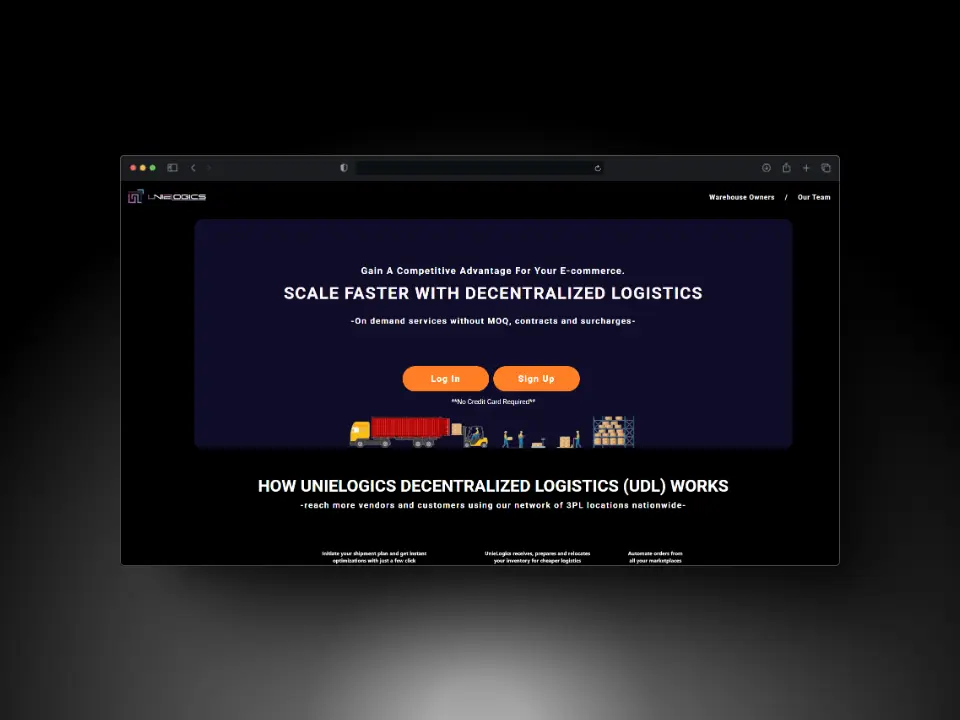 UNIELOGICS
Warehouse Owners / Our Team
Gain A Competitive Advantage For Your E-commerce.
SCALE FASTER WITH DECENTRALIZED LOGISTICS
-On demand services without MOQ, contracts and surcharges-
Log In Sign Up
**No Credit Card Required**
HOW UNIELOGICS DECENTRALIZED LOGISTICS (UDL) WORKS
-reach more vendors and customers using our network of 3PL locations nationwide-
Initiate your shipment plan and get instant
optimizations with just a few click
UnieLogics receives, prepares and relocates
your inventory for cheaper logistics
Automate orders from
all your marketplaces